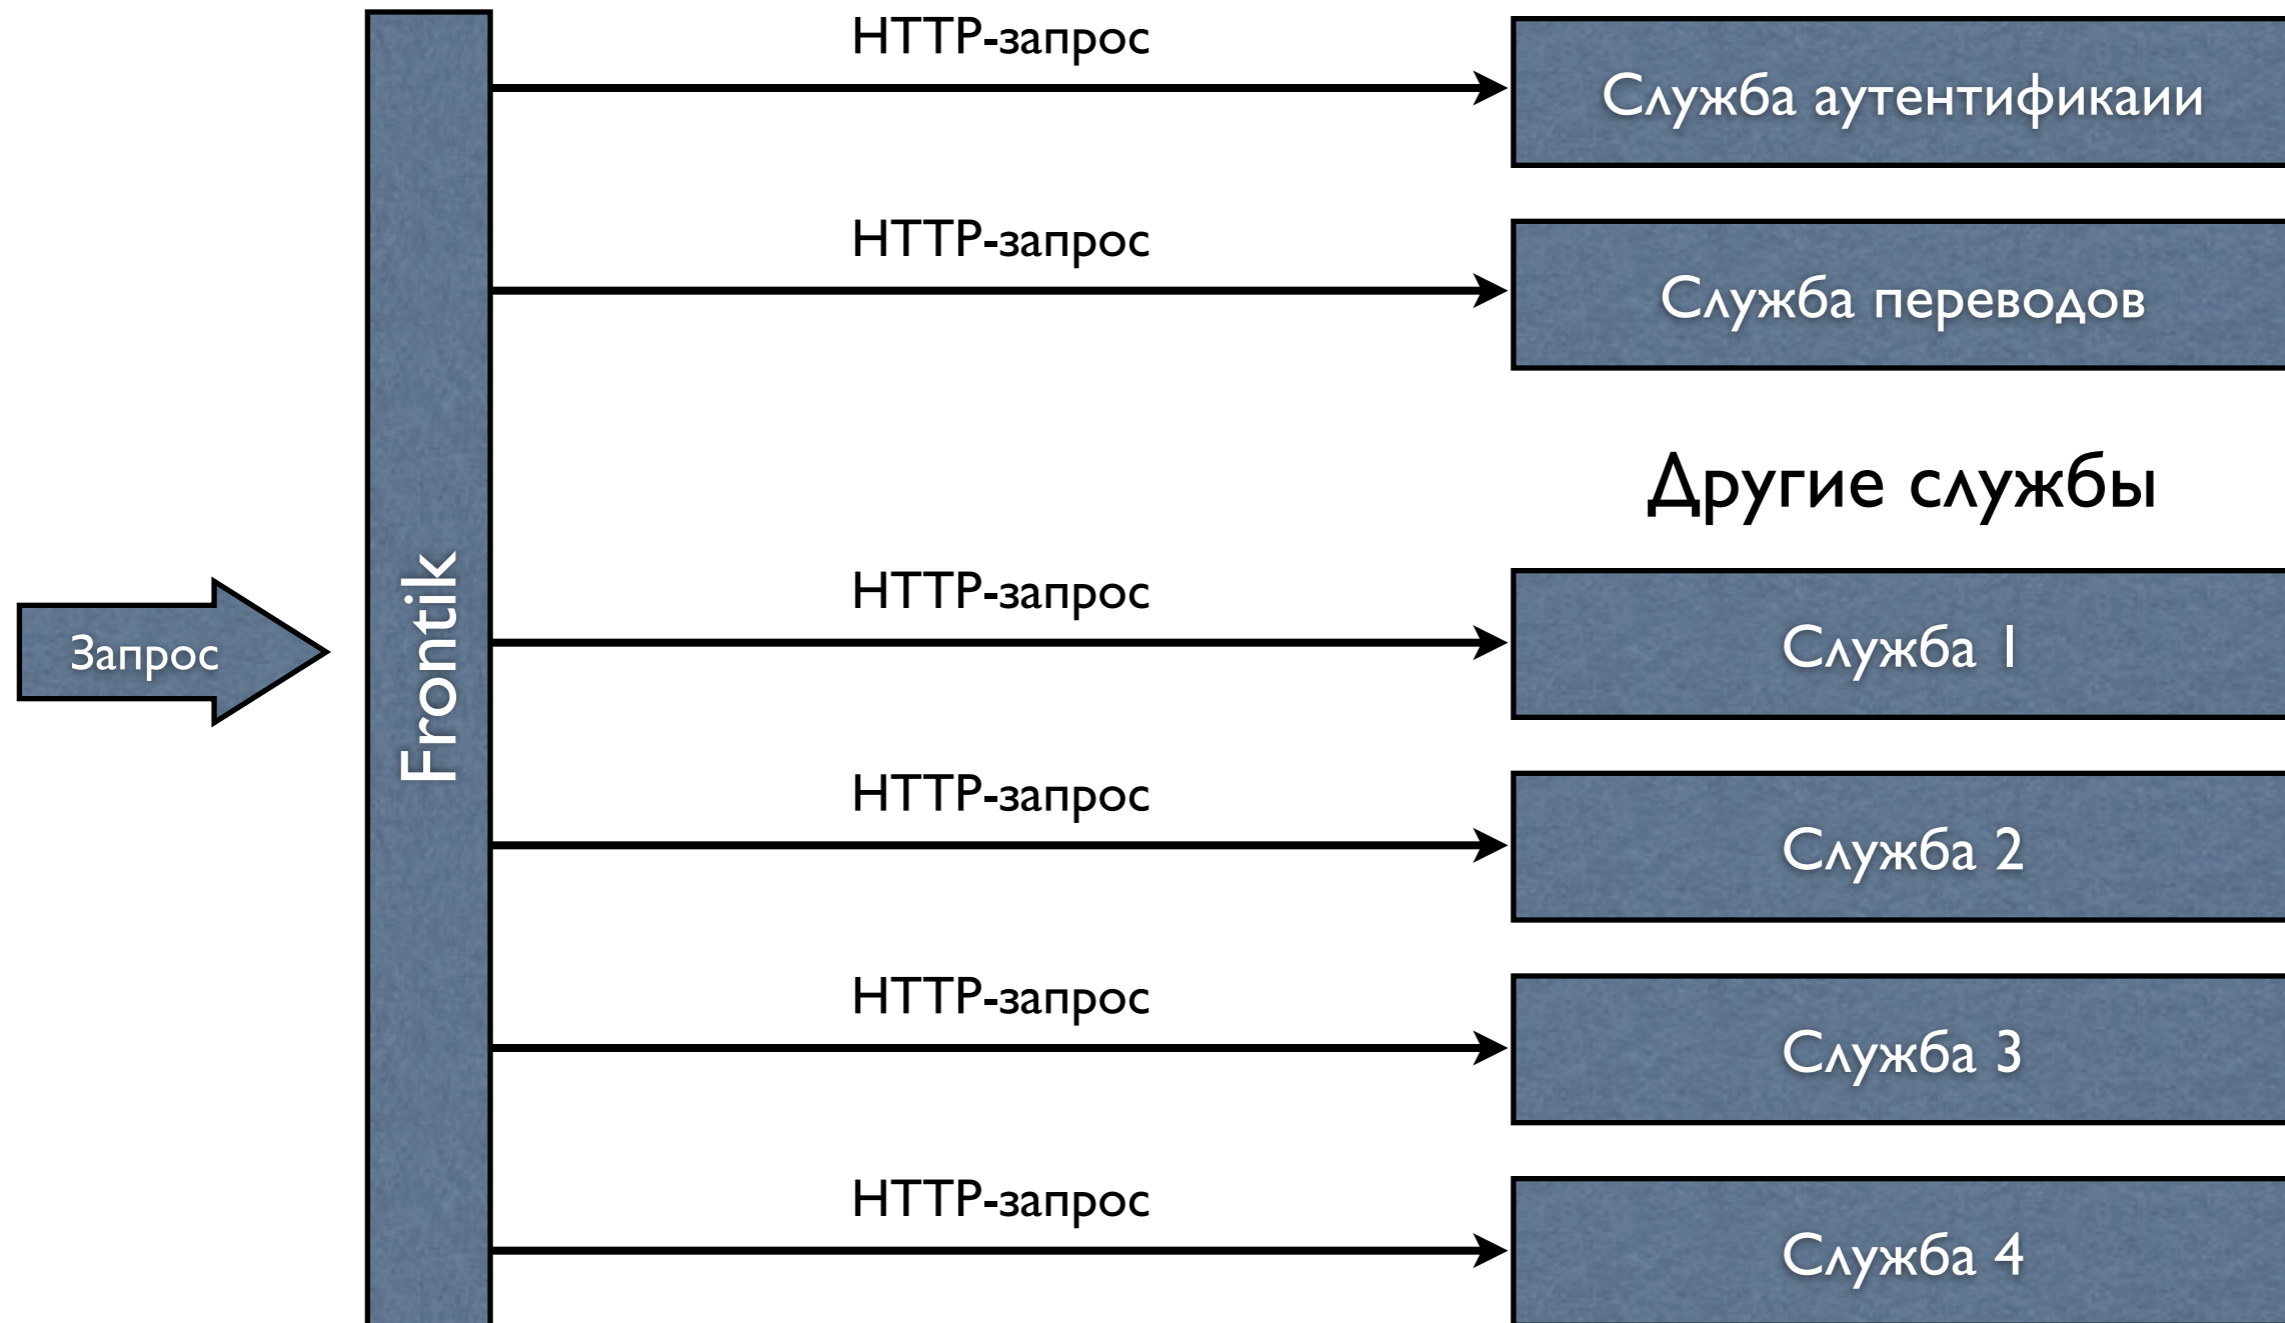 HTTP-запрос
Служба аутентификаии
HTTP-запрос
Служба переводов
Другие службы
Запрос
Frontik
HTTP-запрос
Служба 1
HTTP-запрос
Служба 2
HTTP-запрос
Служба 3
HTTP-запрос
Служба 4